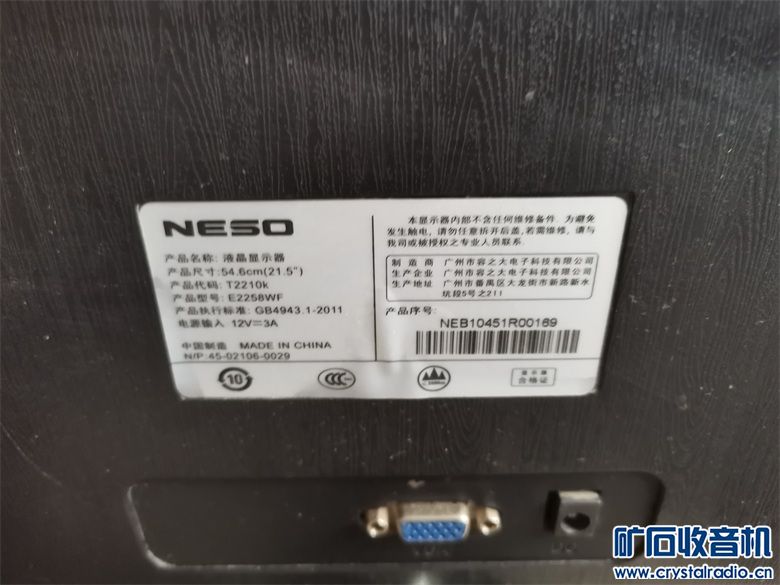 NESO
产品名称: 液晶显示器
产品尺寸: 54.6cm(21.5")
产品代码: T2210k
产品型号: E2258WF
产品执行标准: GB4943.1-2011
电源输入 12V⎓3A
中国制造 MADE IN CHINA
N/P:45-02106-0029
10
本显示器内部不含任何维修备件. 为避免
发生触电, 请勿任意拆开后盖, 若需维修, 请与
我司或被授权之专业人员联系.
制造商 广州市容之大电子科技有限公司
生产企业 广州市容之大电子科技有限公司
生产地址 广州市番禺区大龙街市新路新水
坑段5号之211
产品序号:
NEB10451R00169
显示器
合格证
矿石收音机
www.crystalradio.cn